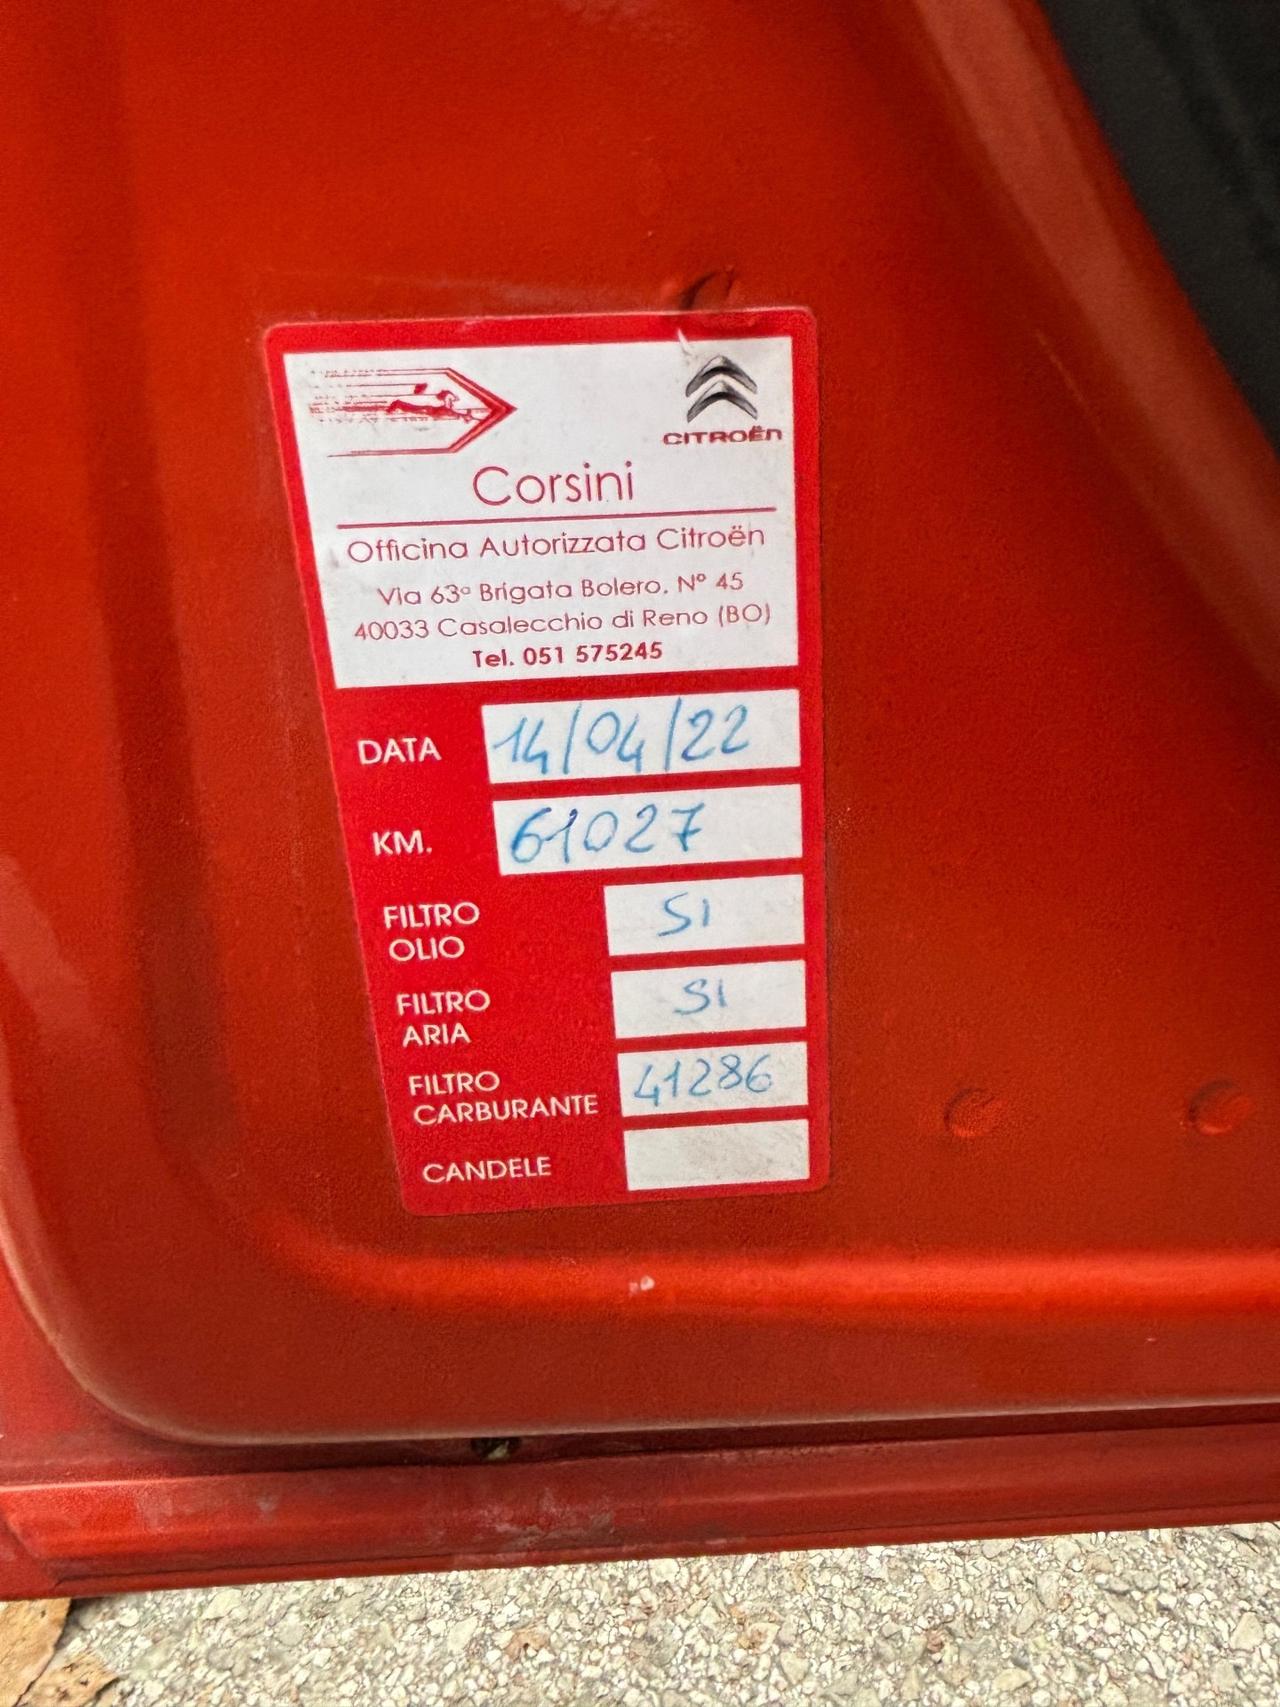 CITROËN
Corsini
Officina Autorizzata Citroën
Via 63ª Brigata Bolero, N° 45
40033 Casalecchio di Reno (BO)
Tel. 051 575245
DATA 14/04/22
KM. 61027
FILTRO
OLIO SI
FILTRO
ARIA SI
FILTRO
CARBURANTE 41286
CANDELE